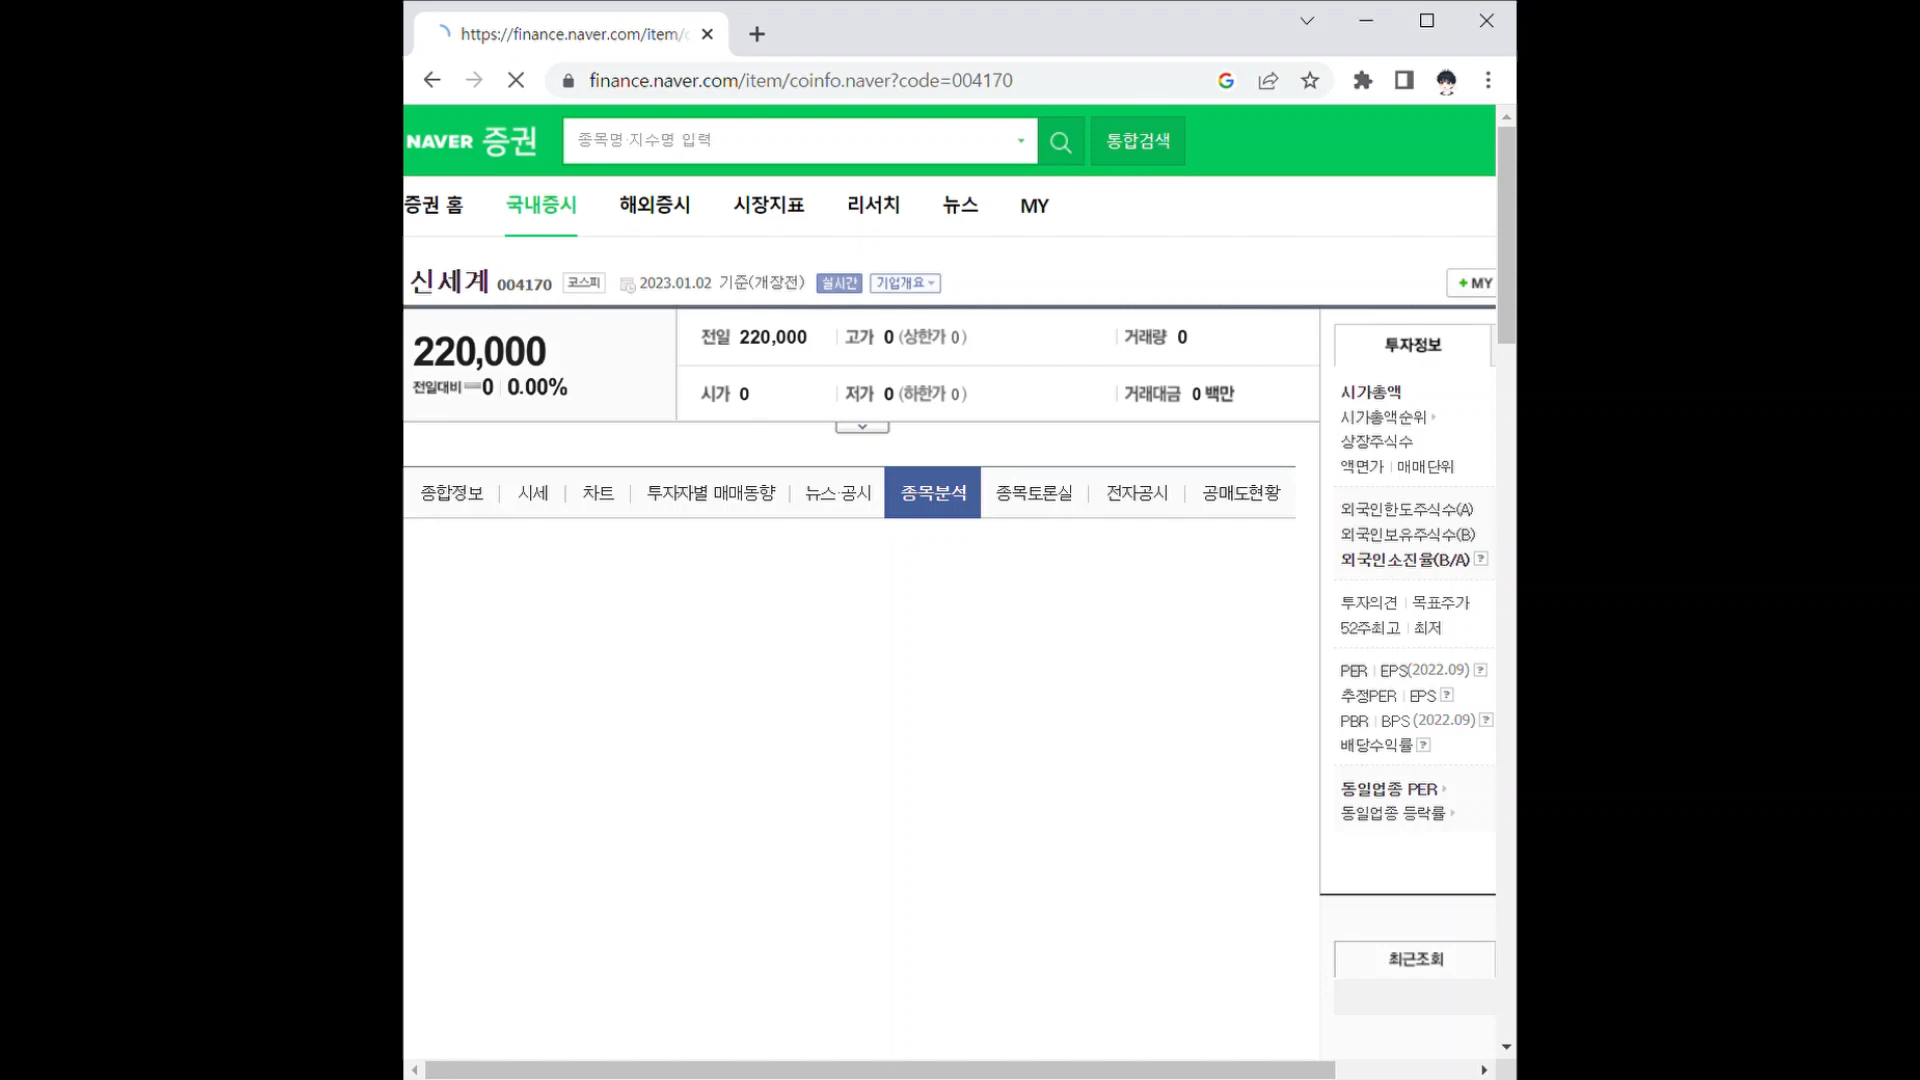 https://finance.naver.com/item/c
finance.naver.com/item/coinfo.naver?code=004170
NAVER 증권
종목명·지수명 입력
통합검색
증권 홈 국내증시 해외증시 시장지표 리서치 뉴스 MY
신세계 004170 코스피 2023.01.02 기준(개장전) 실시간 기업개요
+ MY
220,000
전일대비 0 0.00%
전일 220,000 고가 0 (상한가 0) 거래량 0
시가 0 저가 0 (하한가 0) 거래대금 0 백만
종합정보 시세 차트 투자자별 매매동향 뉴스·공시 종목분석 종목토론실 전자공시 공매도현황
투자정보
시가총액
시가총액순위
상장주식수
액면가 매매단위
외국인한도주식수(A)
외국인보유주식수(B)
외국인소진율(B/A) ?
투자의견 목표주가
52주최고 최저
PER EPS(2022.09) ?
추정PER EPS ?
PBR BPS (2022.09) ?
배당수익률 ?
동일업종 PER
동일업종 등락률
최근조회